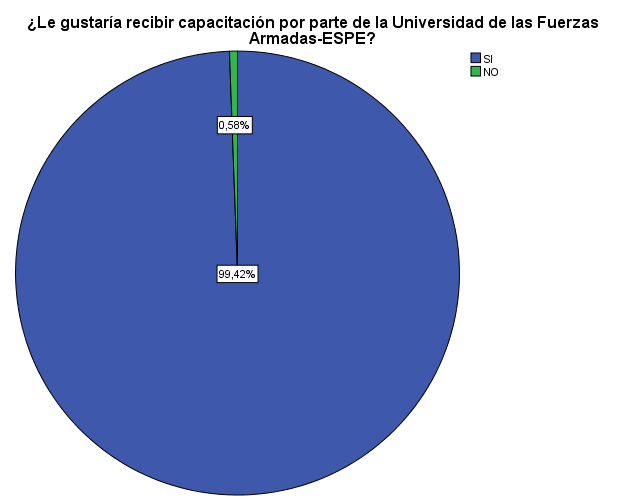 ¿Le gustaría recibir capacitación por parte de la Universidad de las Fuerzas
Armadas-ESPE?
SI
NO
0,58%
99,42%